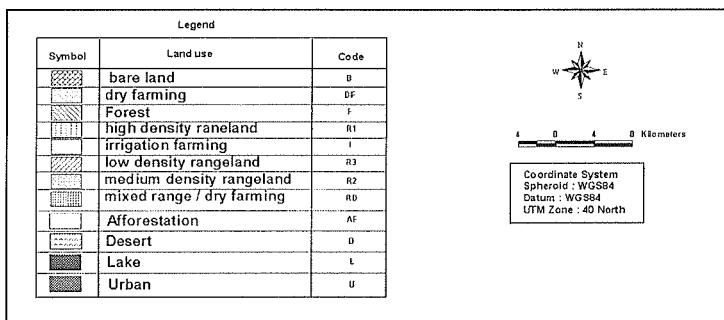 Legend
Symbol Land use Code
bare land B
dry farming DF
Forest F
high density raneland R1
irrigation farming I
low density rangeland R3
medium density rangeland R2
mixed range / dry farming RD
Afforestation AF
Desert D
Lake L
Urban U
N
W E
S
4 0 4 8 Kilometers
Coordinate System
Spheroid : WGS84
Datum : WGS84
UTM Zone : 40 North